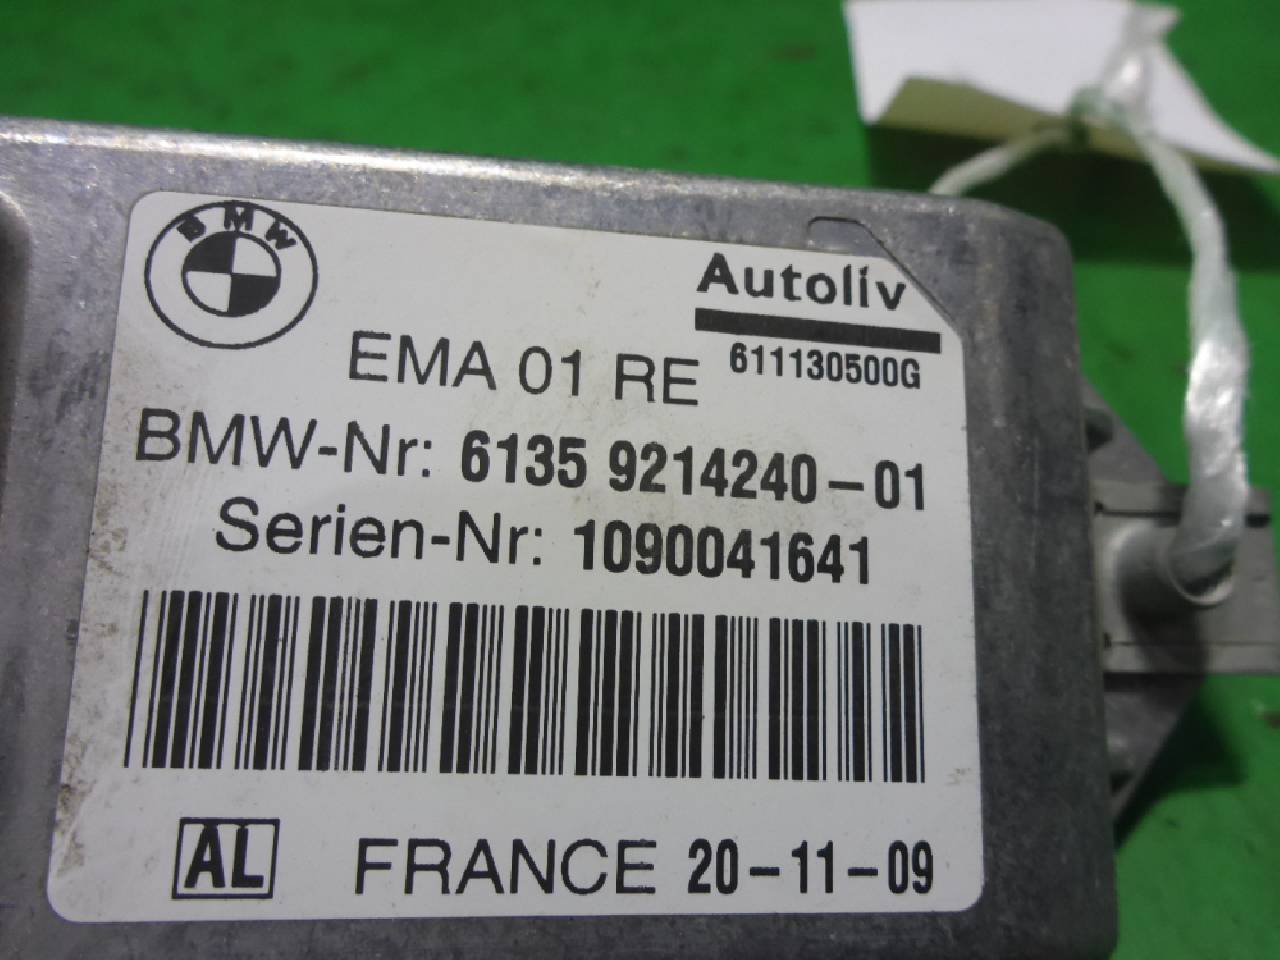 BMW
Autoliv
EMA 01 RE
611130500G
BMW-Nr: 6135 9214240-01
Serien-Nr: 1090041641
AL
FRANCE 20-11-09